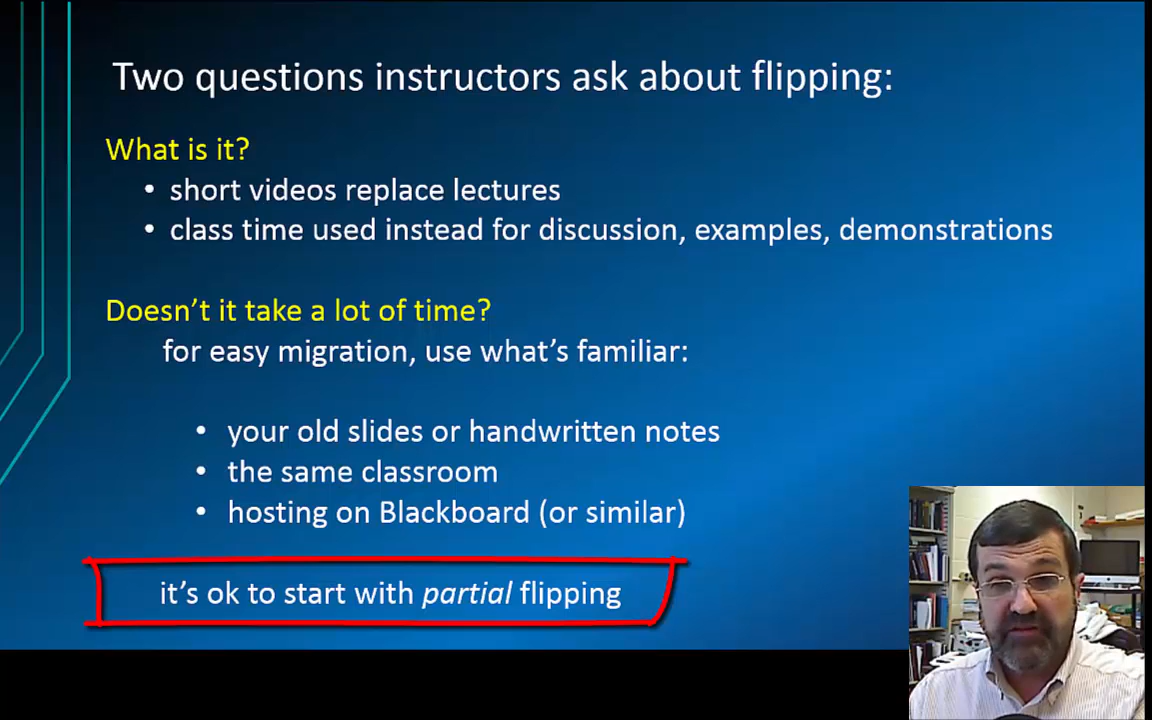 Two questions instructors ask about flipping:
What is it?
• short videos replace lectures
• class time used instead for discussion, examples, demonstrations
Doesn’t it take a lot of time?
for easy migration, use what’s familiar:
• your old slides or handwritten notes
• the same classroom
• hosting on Blackboard (or similar)
it’s ok to start with partial flipping